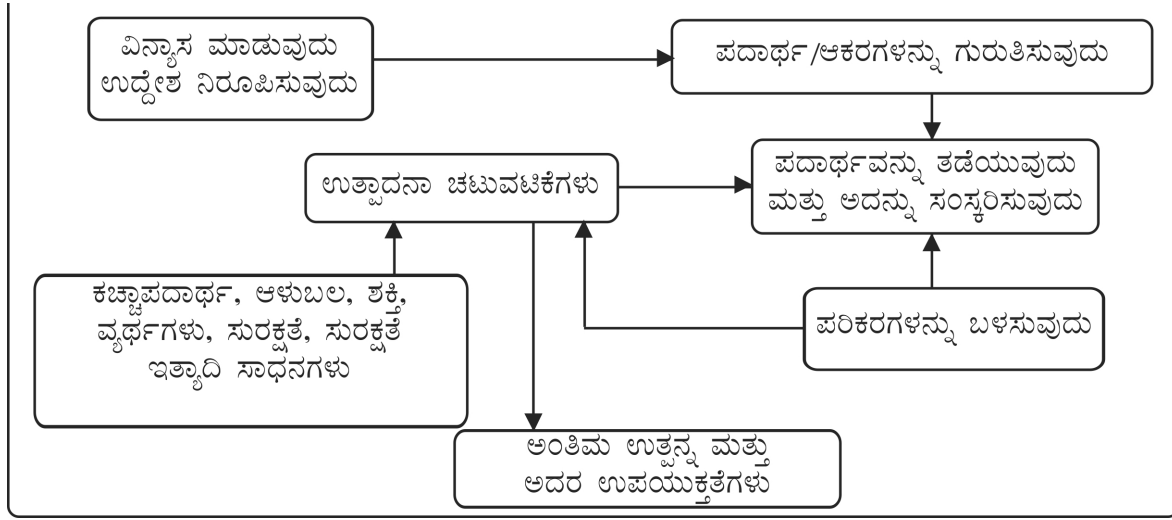 ವಿನ್ಯಾಸ ಮಾಡುವುದು
ಉದ್ದೇಶ ನಿರೂಪಿಸುವುದು
ಪದಾರ್ಥ/ಆಕರಗಳನ್ನು ಗುರುತಿಸುವುದು
ಉತ್ಪಾದನಾ ಚಟುವಟಿಕೆಗಳು
ಪದಾರ್ಥವನ್ನು ತಡೆಯುವುದು
ಮತ್ತು ಅದನ್ನು ಸಂಸ್ಕರಿಸುವುದು
ಕಚ್ಚಾಪದಾರ್ಥ, ಆಳುಬಲ, ಶಕ್ತಿ,
ವ್ಯರ್ಥಗಳು, ಸುರಕ್ಷತೆ, ಸುರಕ್ಷತೆ
ಇತ್ಯಾದಿ ಸಾಧನಗಳು
ಪರಿಕರಗಳನ್ನು ಬಳಸುವುದು
ಅಂತಿಮ ಉತ್ಪನ್ನ ಮತ್ತು
ಅದರ ಉಪಯುಕ್ತತೆಗಳು